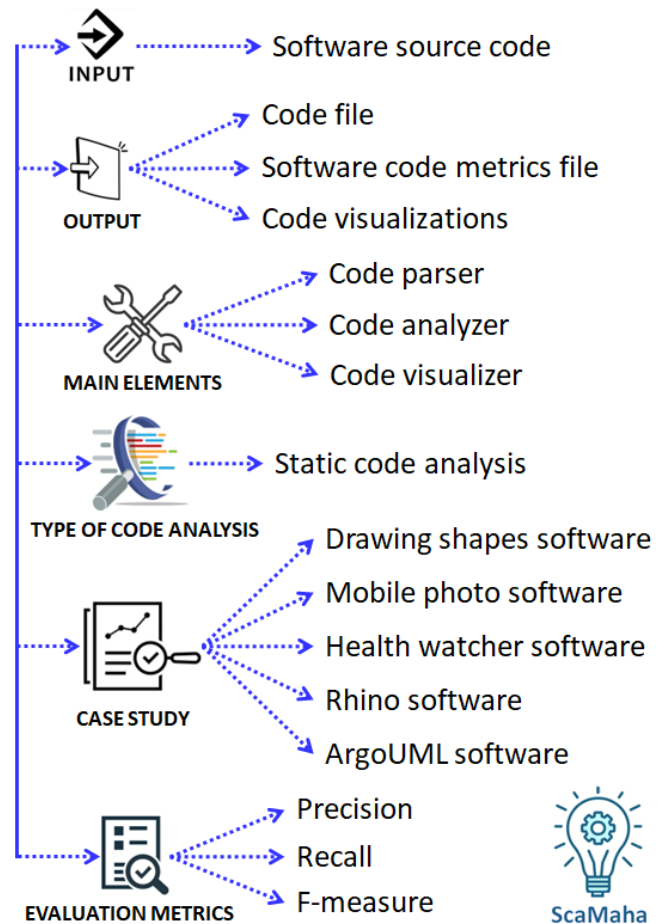 INPUT
Software source code
Code file
Software code metrics file
Code visualizations
OUTPUT
Code parser
Code analyzer
Code visualizer
MAIN ELEMENTS
Static code analysis
TYPE OF CODE ANALYSIS
Drawing shapes software
Mobile photo software
Health watcher software
Rhino software
ArgoUML software
CASE STUDY
Precision
Recall
F-measure
EVALUATION METRICS
ScaMaha